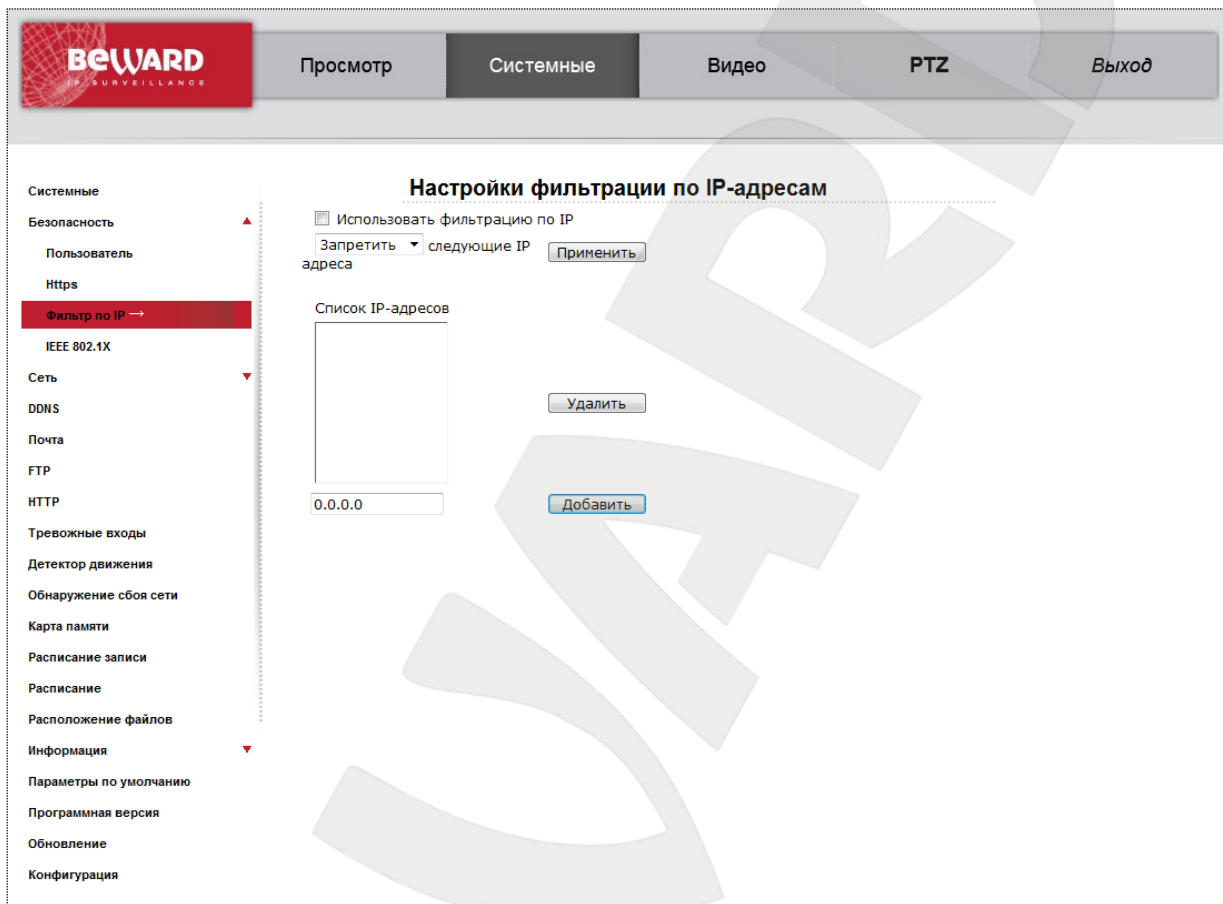 BEWARD
IP SURVEILLANCE
Просмотр
Системные
Видео
PTZ
Выход
Системные
Безопасность
Пользователь
Https
Фильтр по IP →
IEEE 802.1X
Сеть
DDNS
Почта
FTP
HTTP
Тревожные входы
Детектор движения
Обнаружение сбоя сети
Карта памяти
Расписание записи
Расписание
Расположение файлов
Информация
Параметры по умолчанию
Программная версия
Обновление
Конфигурация
Настройки фильтрации по IP-адресам
Использовать фильтрацию по IP
Запретить следующие IP
адреса
Применить
Список IP-адресов
Удалить
0.0.0.0
Добавить